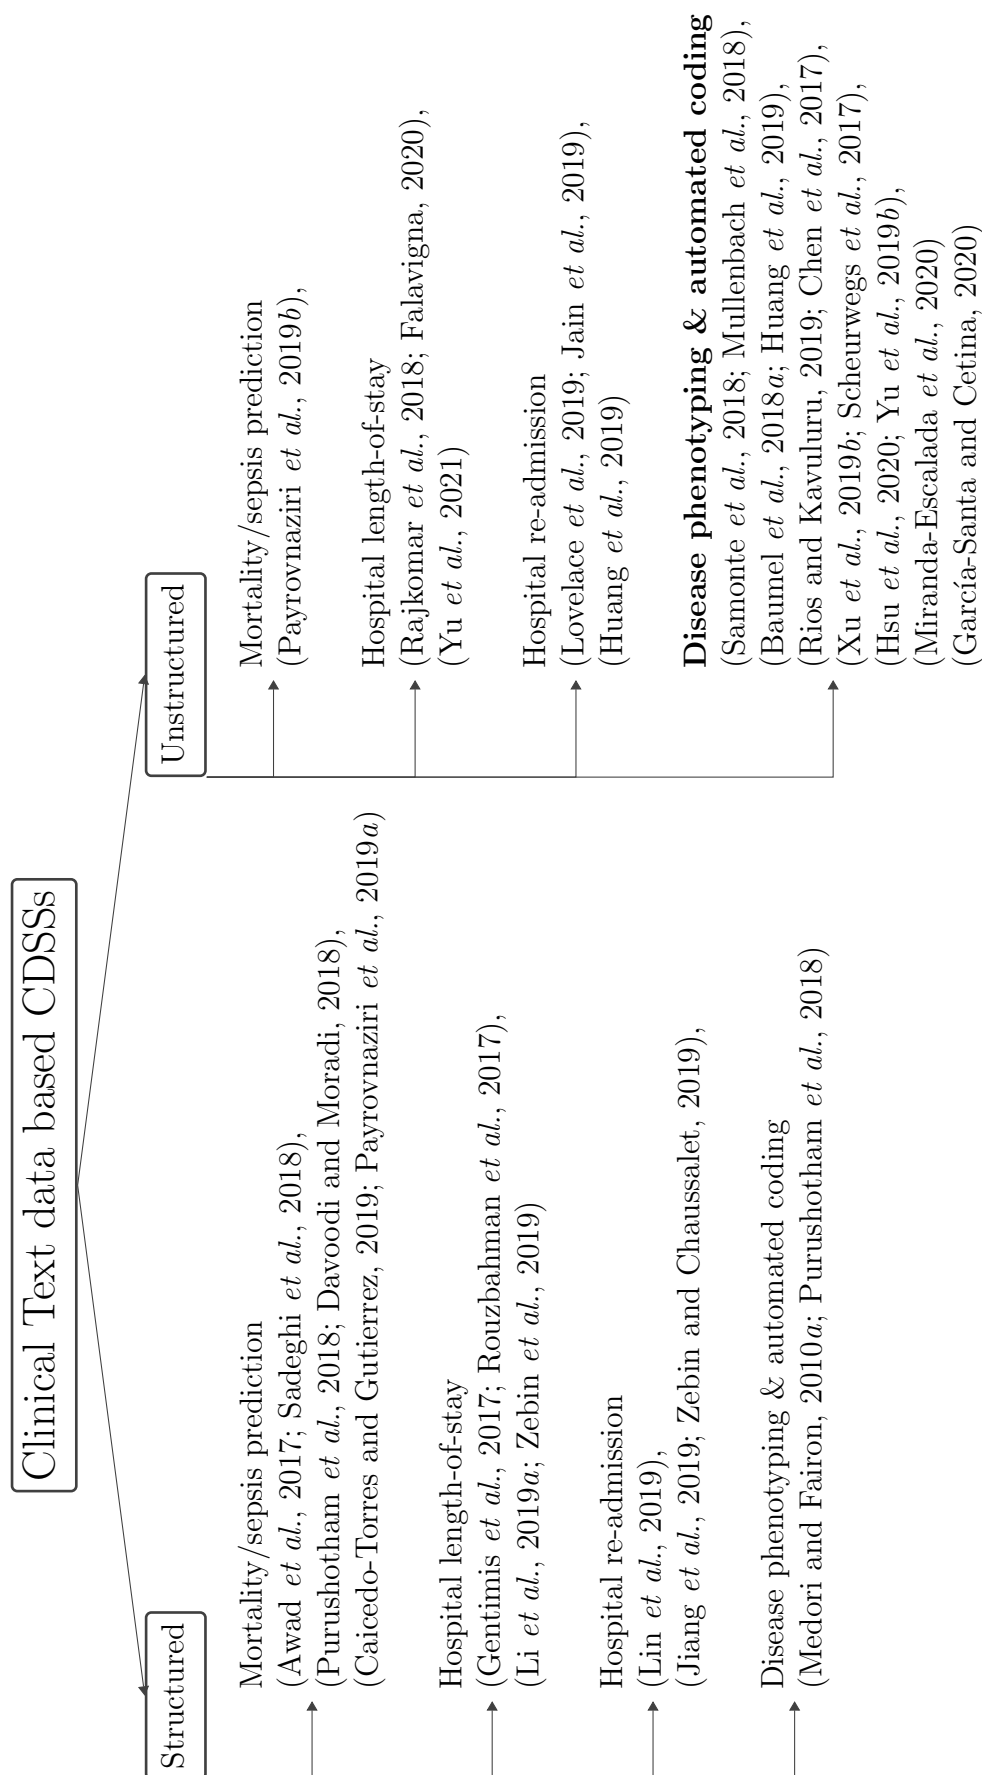 Clinical Text data based CDSSs
Structured
Mortality/sepsis prediction
(Awad et al., 2017; Sadeghi et al., 2018),
(Purushotham et al., 2018; Davoodi and Moradi, 2018),
(Caicedo-Torres and Gutierrez, 2019; Payrovnaziri et al., 2019a)
Hospital length-of-stay
(Gentimis et al., 2017; Rouzbahman et al., 2017),
(Li et al., 2019a; Zebin et al., 2019)
Hospital re-admission
(Lin et al., 2019),
(Jiang et al., 2019; Zebin and Chaussalet, 2019),
Disease phenotyping & automated coding
(Medori and Fairon, 2010a; Purushotham et al., 2018)
Unstructured
Mortality/sepsis prediction
(Payrovnaziri et al., 2019b),
Hospital length-of-stay
(Rajkomar et al., 2018; Falavigna, 2020),
(Yu et al., 2021)
Hospital re-admission
(Lovelace et al., 2019; Jain et al., 2019),
(Huang et al., 2019)
Disease phenotyping & automated coding
(Samonte et al., 2018; Mullenbach et al., 2018),
(Baumel et al., 2018a; Huang et al., 2019),
(Rios and Kavuluru, 2019; Chen et al., 2017),
(Xu et al., 2019b; Scheurwegs et al., 2017),
(Hsu et al., 2020; Yu et al., 2019b),
(Miranda-Escalada et al., 2020)
(García-Santa and Cetina, 2020)